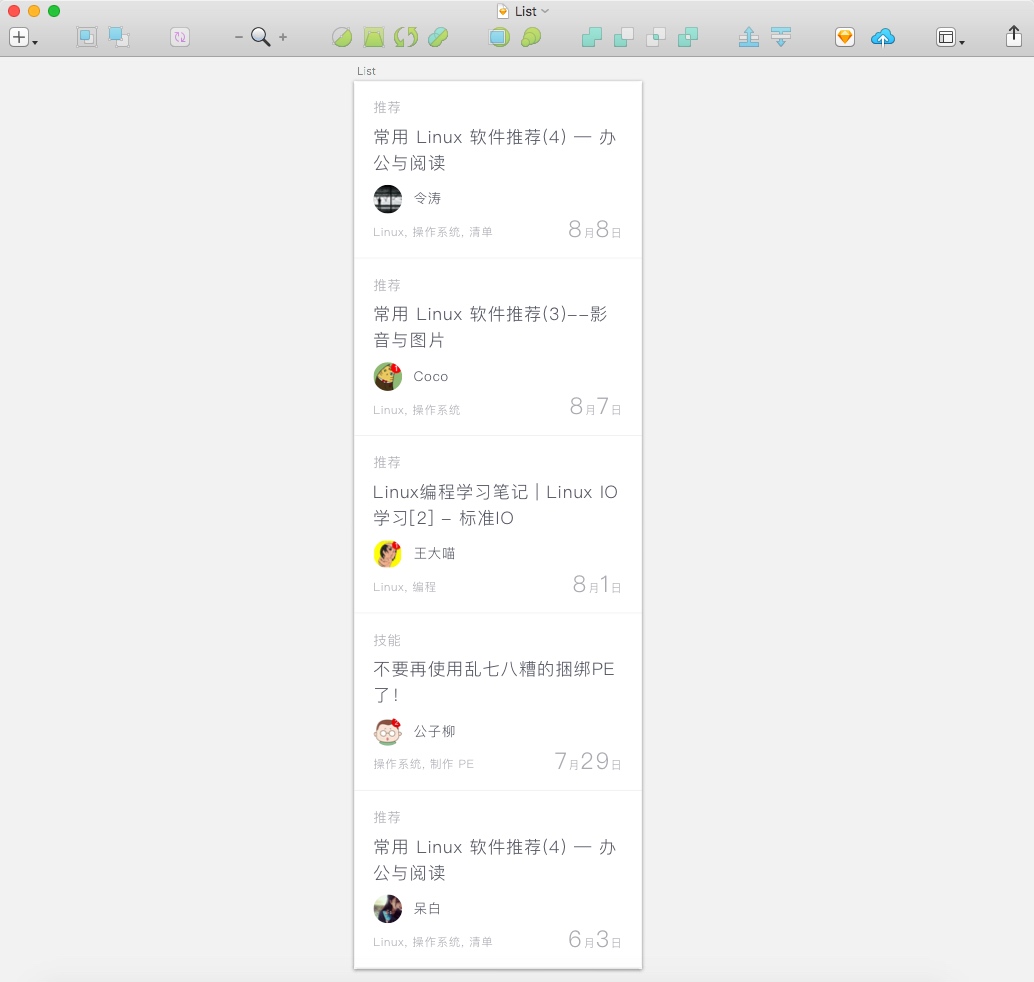 List
List
推荐
常用 Linux 软件推荐(4) — 办
公与阅读
令涛
Linux, 操作系统, 清单
8月8日
推荐
常用 Linux 软件推荐(3)--影
音与图片
1
Coco
Linux, 操作系统
8月7日
推荐
Linux编程学习笔记 | Linux IO
学习[2] - 标准IO
1
王大喵
Linux, 编程
8月1日
技能
不要再使用乱七八糟的捆绑PE
了!
2
公子柳
操作系统, 制作 PE
7月29日
推荐
常用 Linux 软件推荐(4) — 办
公与阅读
呆白
Linux, 操作系统, 清单
6月3日